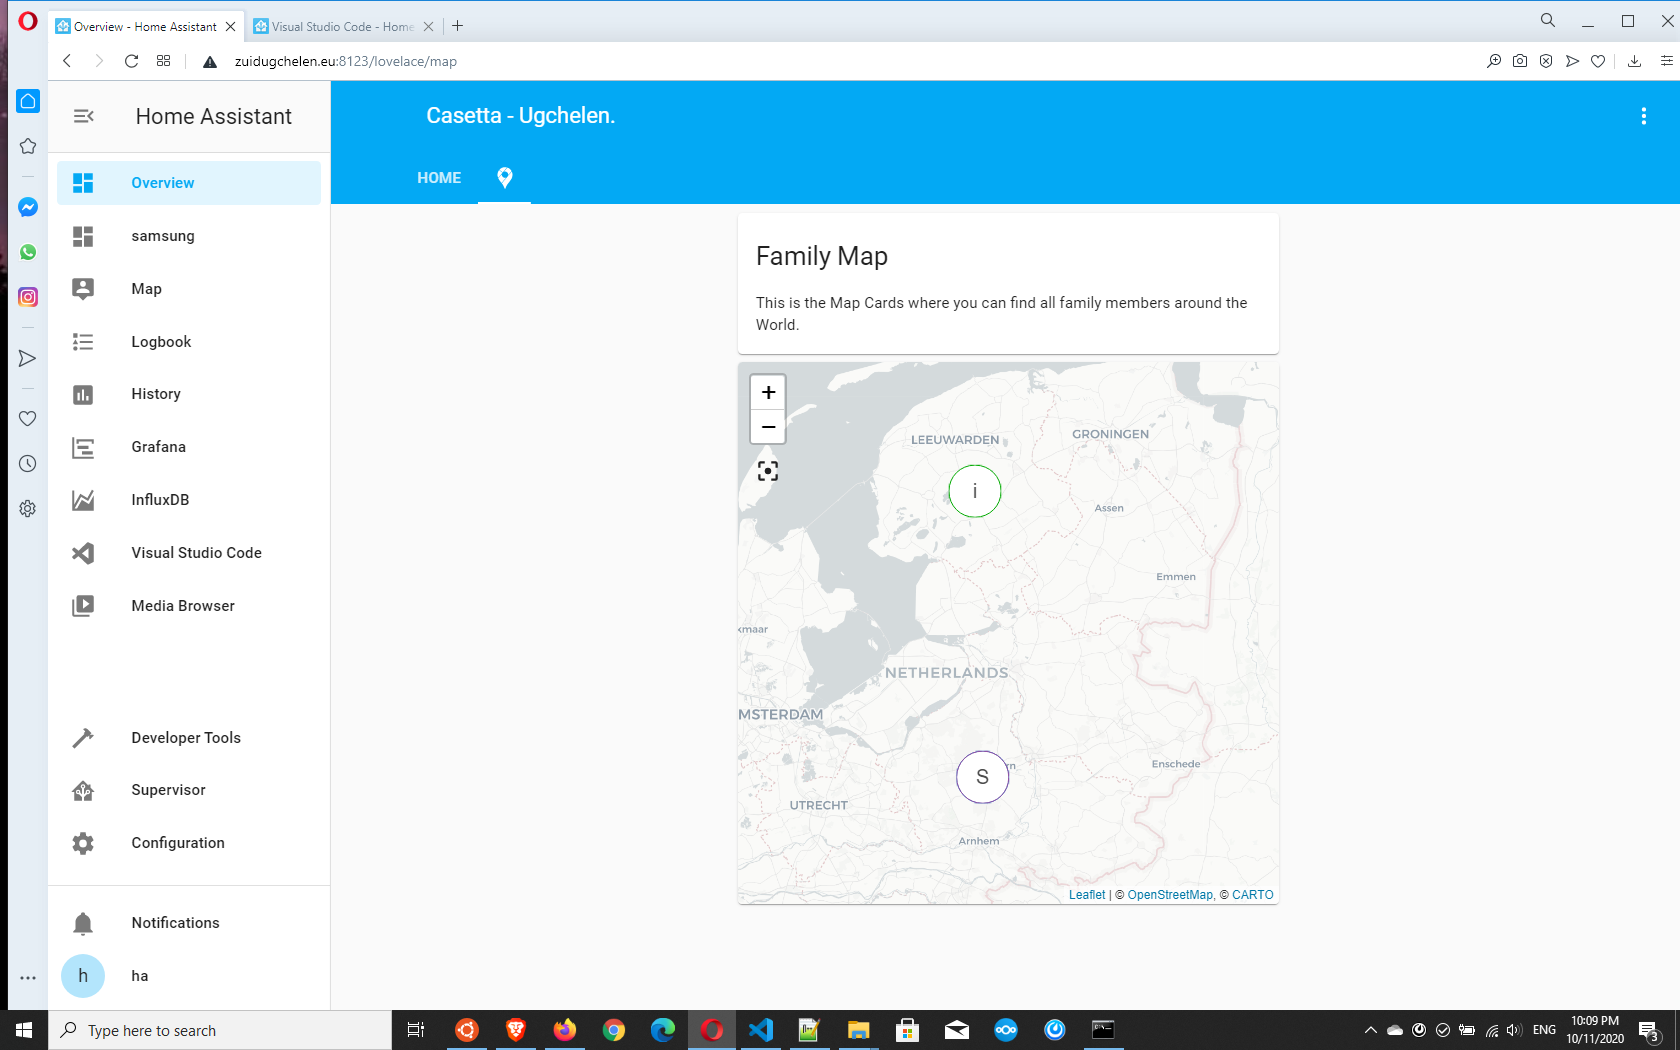 Overview - Home Assistant
Visual Studio Code - Home
zuidugchelen.eu:8123/lovelace/map
Home Assistant
Casetta - Ugchelen.
HOME
Overview
samsung
Map
Logbook
History
Grafana
InfluxDB
Visual Studio Code
Media Browser
Developer Tools
Supervisor
Configuration
Notifications
h
ha
Family Map
This is the Map Cards where you can find all family members around the
World.
+
−
LEEUWARDEN
GRONINGEN
i
Assen
Emmen
kmaar
NETHERLANDS
MSTERDAM
S
rn
Enschede
UTRECHT
Arnhem
Leaflet | © OpenStreetMap, © CARTO
Type here to search
ENG
10:09 PM
10/11/2020
3